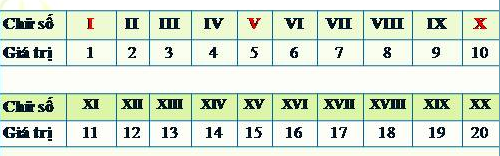 Chữ số I II III IV V VI VII VIII IX X
Giá trị 1 2 3 4 5 6 7 8 9 10
Chữ số XI XII XIII XIV XV XVI XVII XVIII XIX XX
Giá trị 11 12 13 14 15 16 17 18 19 20